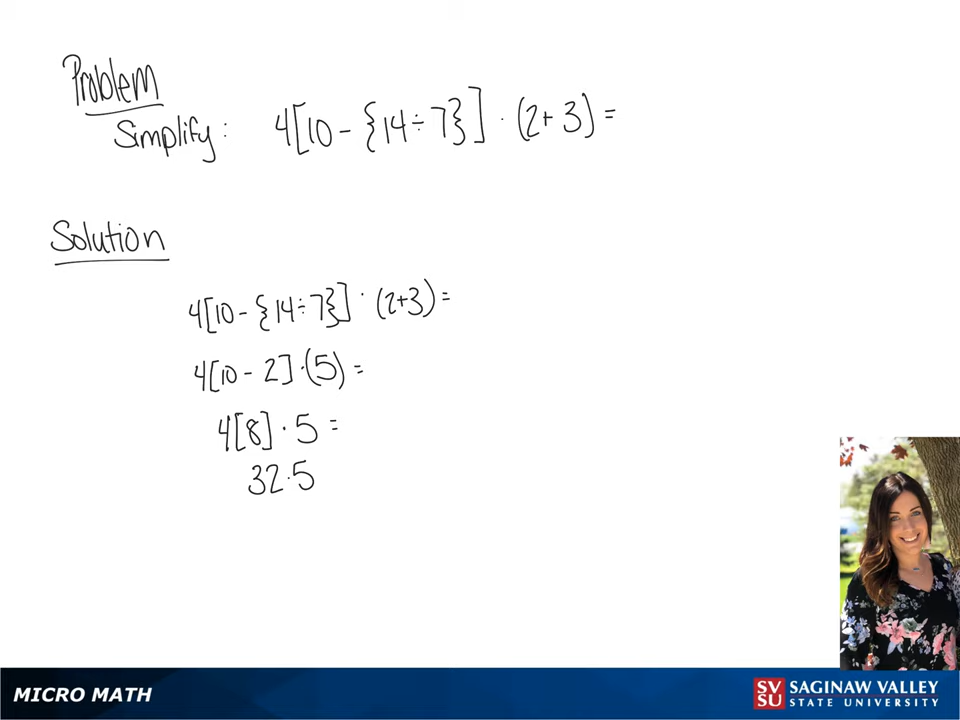 Problem
Simplify: 4[10 - {14 ÷ 7}] · (2 + 3) =
Solution
4[10 - {14 ÷ 7}] · (2+3) =
4[10 - 2] · (5) =
4[8] · 5 =
32 · 5
MICRO MATH
SVSU SAGINAW VALLEY STATE UNIVERSITY